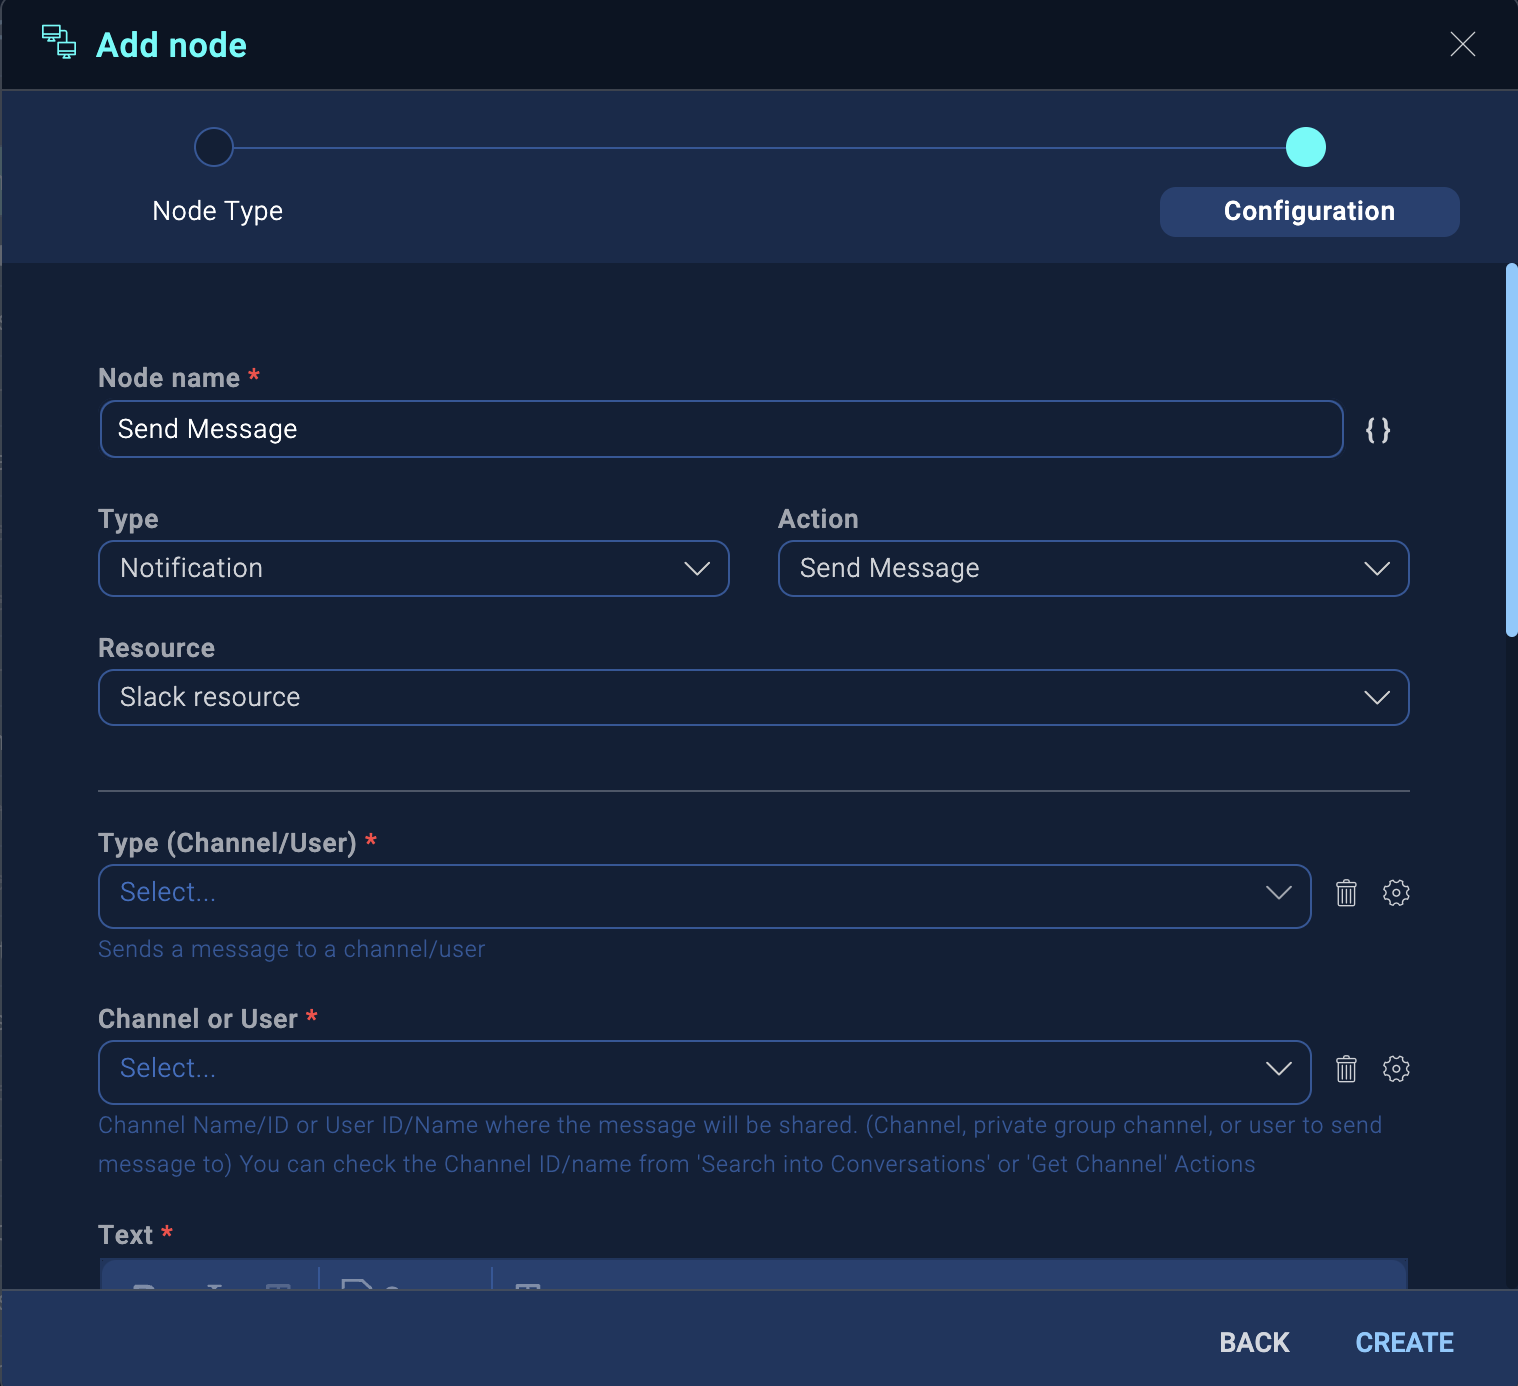 Add node
Node Type
Configuration
Node name *
Send Message
{ }
Type
Action
Notification
Send Message
Resource
Slack resource
Type (Channel/User) *
Select...
Sends a message to a channel/user
Channel or User *
Select...
Channel Name/ID or User ID/Name where the message will be shared. (Channel, private group channel, or user to send
message to) You can check the Channel ID/name from 'Search into Conversations' or 'Get Channel' Actions
Text *
BACK
CREATE